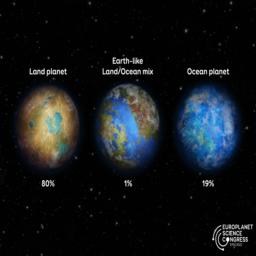 Land planet
Earth-like
Land/Ocean mix
Ocean planet
80%
1%
19%
EUROPLANET
SCIENCE
CONGRESS